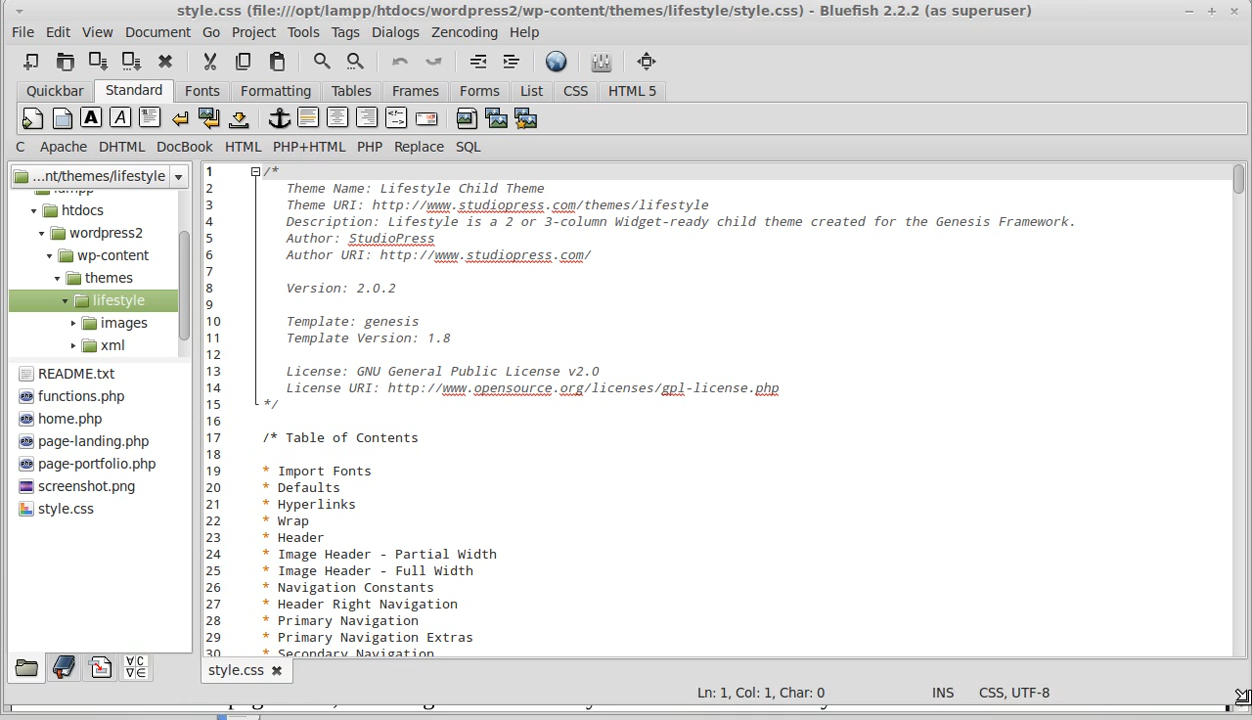 style.css (file:///opt/lampp/htdocs/wordpress2/wp-content/themes/lifestyle/style.css) - Bluefish 2.2.2 (as superuser)
File Edit View Document Go Project Tools Tags Dialogs Zencoding Help
Quickbar Standard Fonts Formatting Tables Frames Forms List CSS HTML 5
A A
C Apache DHTML DocBook HTML PHP+HTML PHP Replace SQL
...nt/themes/lifestyle
lampp
htdocs
wordpress2
wp-content
themes
lifestyle
images
xml
README.txt
functions.php
home.php
page-landing.php
page-portfolio.php
screenshot.png
style.css
1 /*
2 Theme Name: Lifestyle Child Theme
3 Theme URI: http://www.studiopress.com/themes/lifestyle
4 Description: Lifestyle is a 2 or 3-column Widget-ready child theme created for the Genesis Framework.
5 Author: StudioPress
6 Author URI: http://www.studiopress.com/
7
8 Version: 2.0.2
9
10 Template: genesis
11 Template Version: 1.8
12
13 License: GNU General Public License v2.0
14 License URI: http://www.opensource.org/licenses/gpl-license.php
15 */
16
17 /* Table of Contents
18
19 * Import Fonts
20 * Defaults
21 * Hyperlinks
22 * Wrap
23 * Header
24 * Image Header - Partial Width
25 * Image Header - Full Width
26 * Navigation Constants
27 * Header Right Navigation
28 * Primary Navigation
29 * Primary Navigation Extras
30 * Secondary Navigation
style.css
Ln: 1, Col: 1, Char: 0 INS CSS, UTF-8